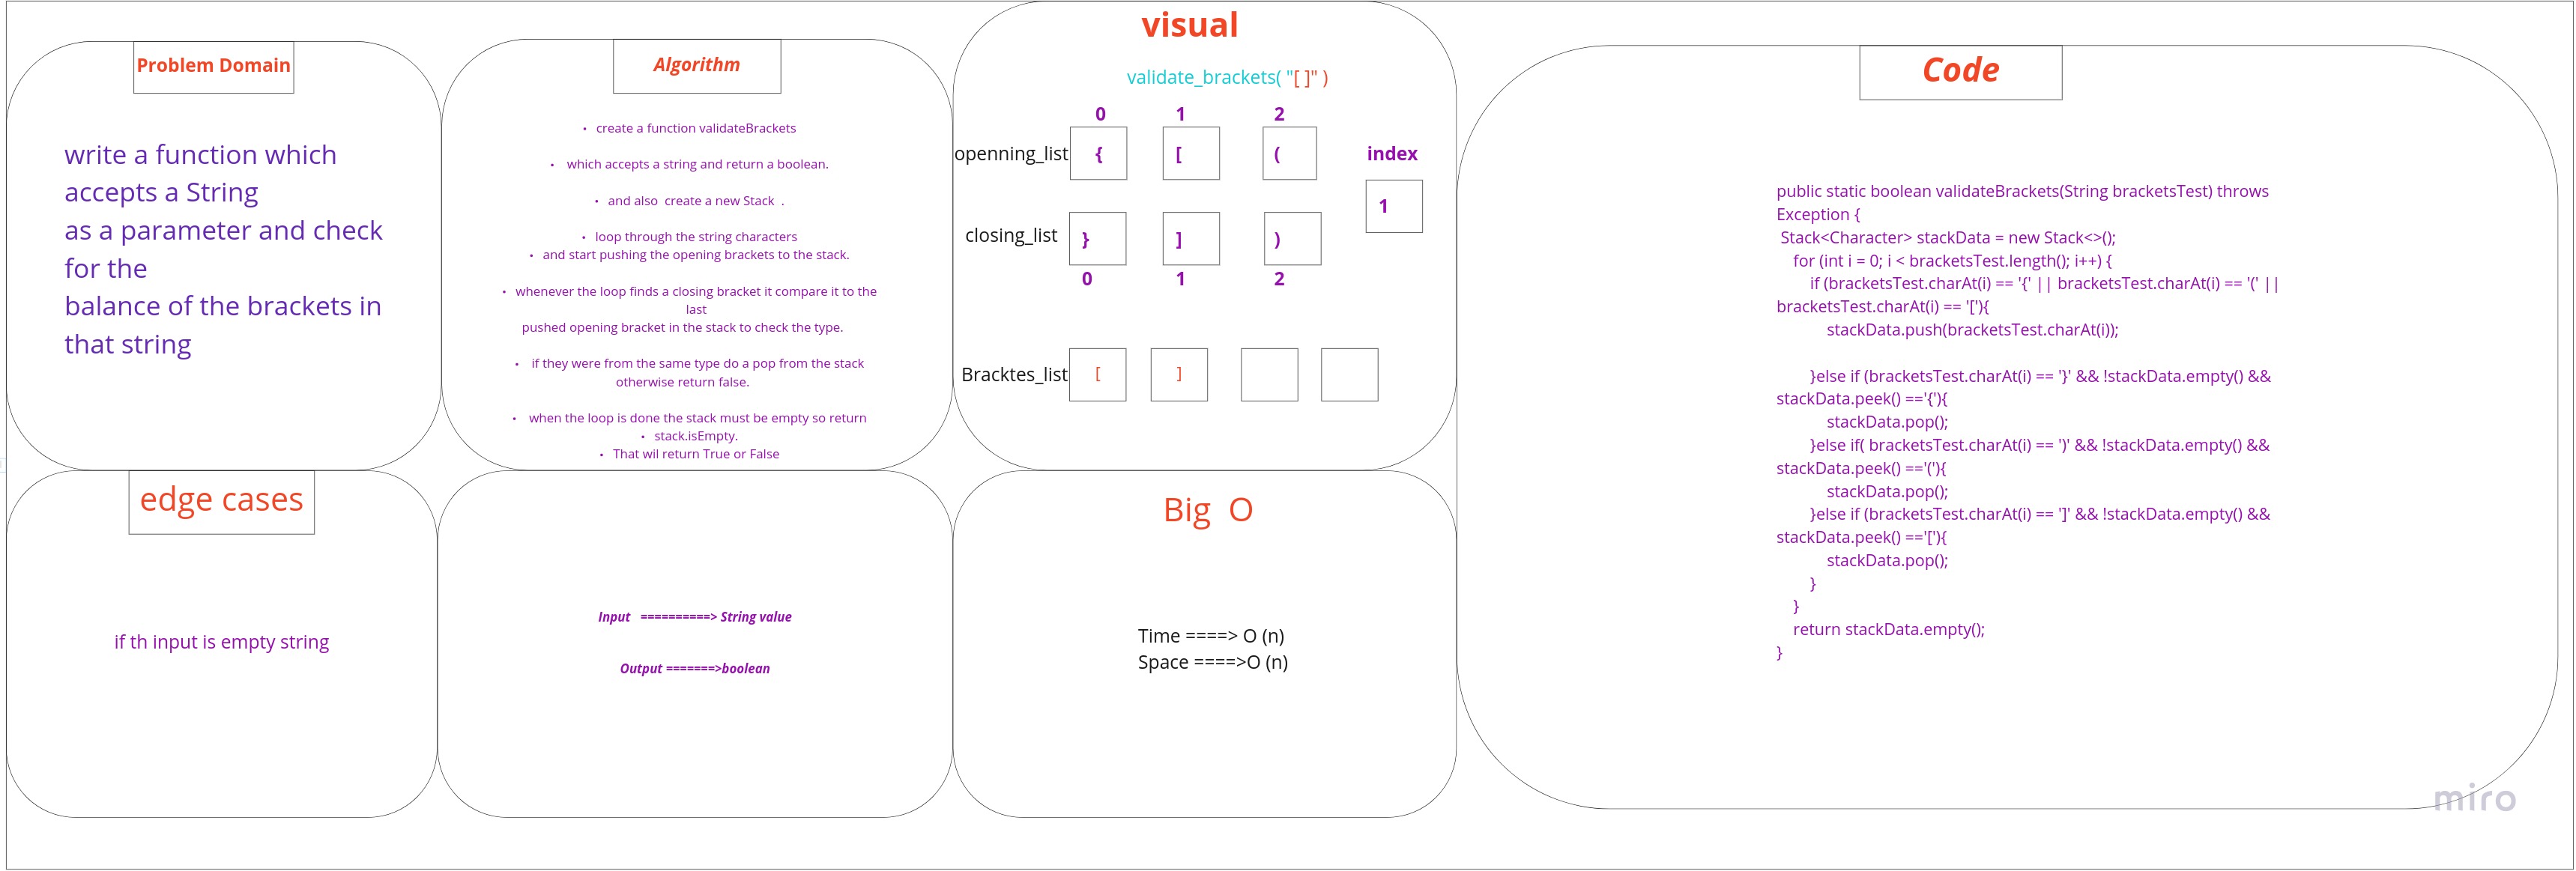 Problem Domain
write a function which
accepts a String
as a parameter and check
for the
balance of the brackets in
that string
Algorithm
• create a function validateBrackets
• which accepts a string and return a boolean.
• and also create a new Stack .
• loop through the string characters
• and start pushing the opening brackets to the stack.
• whenever the loop finds a closing bracket it compare it to the
last
pushed opening bracket in the stack to check the type.
• if they were from the same type do a pop from the stack
otherwise return false.
• when the loop is done the stack must be empty so return
• stack.isEmpty.
• That wil return True or False
visual
validate_brackets( "[ ]" )
0 1 2
openning_list { [ ( index
1
closing_list } ] )
0 1 2
Bracktes_list [ ]
edge cases
if th input is empty string
Input ==========> String value
Output =======>boolean
Big O
Time ====> O (n)
Space ====>O (n)
Code
public static boolean validateBrackets(String bracketsTest) throws
Exception {
Stack<Character> stackData = new Stack<>();
for (int i = 0; i < bracketsTest.length(); i++) {
if (bracketsTest.charAt(i) == '{' || bracketsTest.charAt(i) == '(' ||
bracketsTest.charAt(i) == '['){
stackData.push(bracketsTest.charAt(i));
}else if (bracketsTest.charAt(i) == '}' && !stackData.empty() &&
stackData.peek() =='{'){
stackData.pop();
}else if( bracketsTest.charAt(i) == ')' && !stackData.empty() &&
stackData.peek() =='('){
stackData.pop();
}else if (bracketsTest.charAt(i) == ']' && !stackData.empty() &&
stackData.peek() =='['){
stackData.pop();
}
}
return stackData.empty();
}
miro